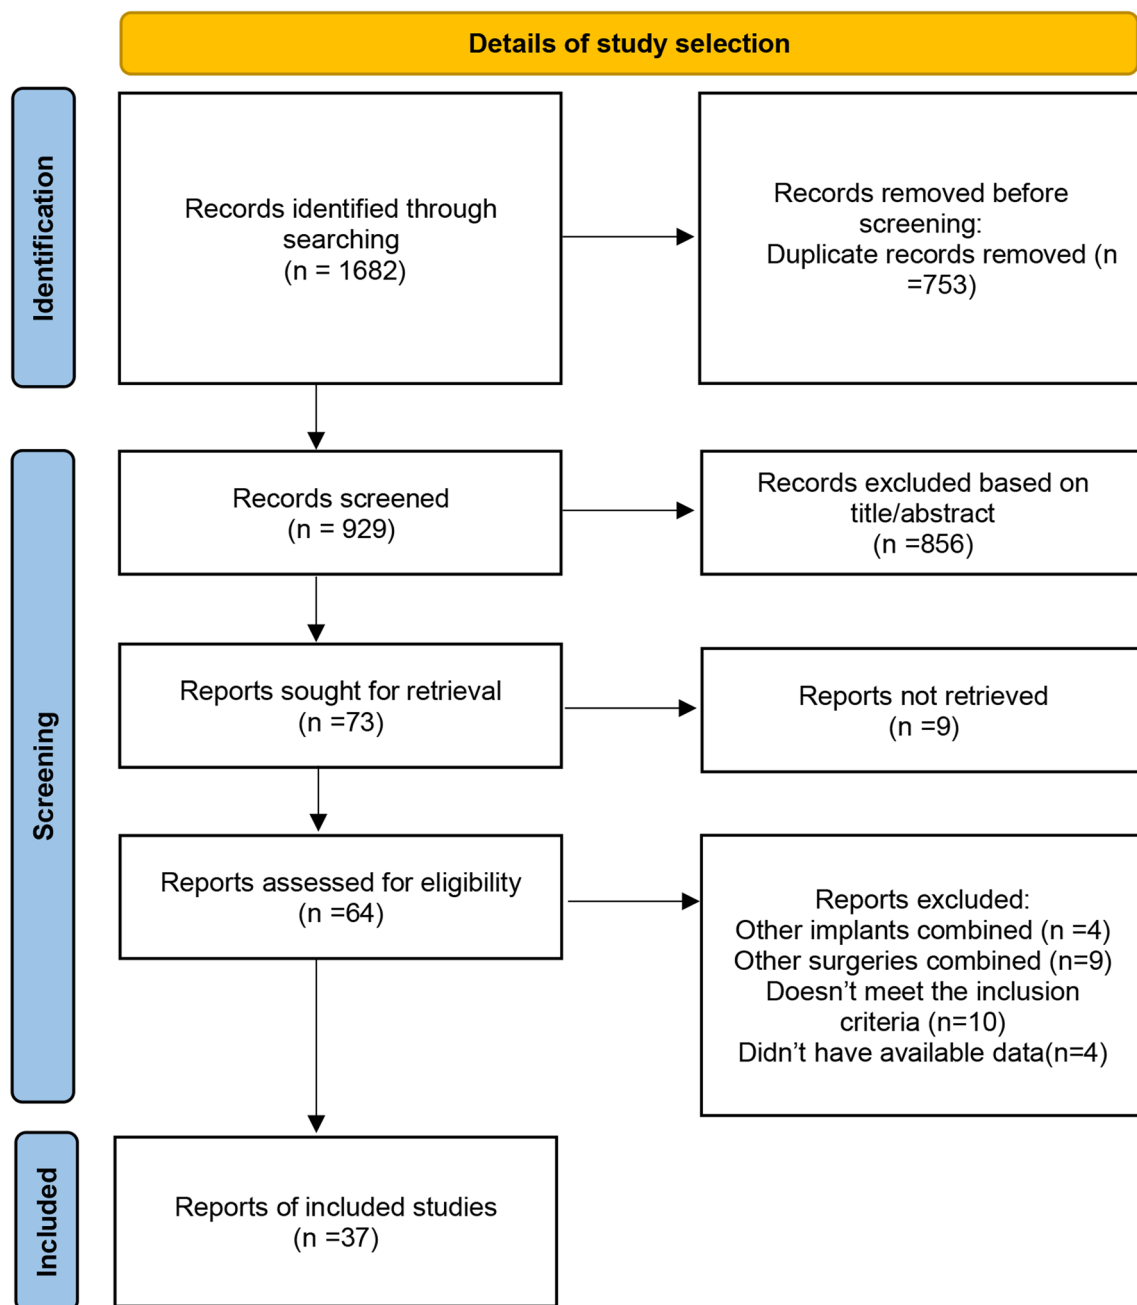 Details of study selection
Identification
Records identified through
searching
(n = 1682)
Records removed before
screening:
Duplicate records removed (n
=753)
Screening
Records screened
(n = 929)
Records excluded based on
title/abstract
(n =856)
Reports sought for retrieval
(n =73)
Reports not retrieved
(n =9)
Reports assessed for eligibility
(n =64)
Reports excluded:
Other implants combined (n =4)
Other surgeries combined (n=9)
Doesn’t meet the inclusion
criteria (n=10)
Didn’t have available data(n=4)
Included
Reports of included studies
(n =37)